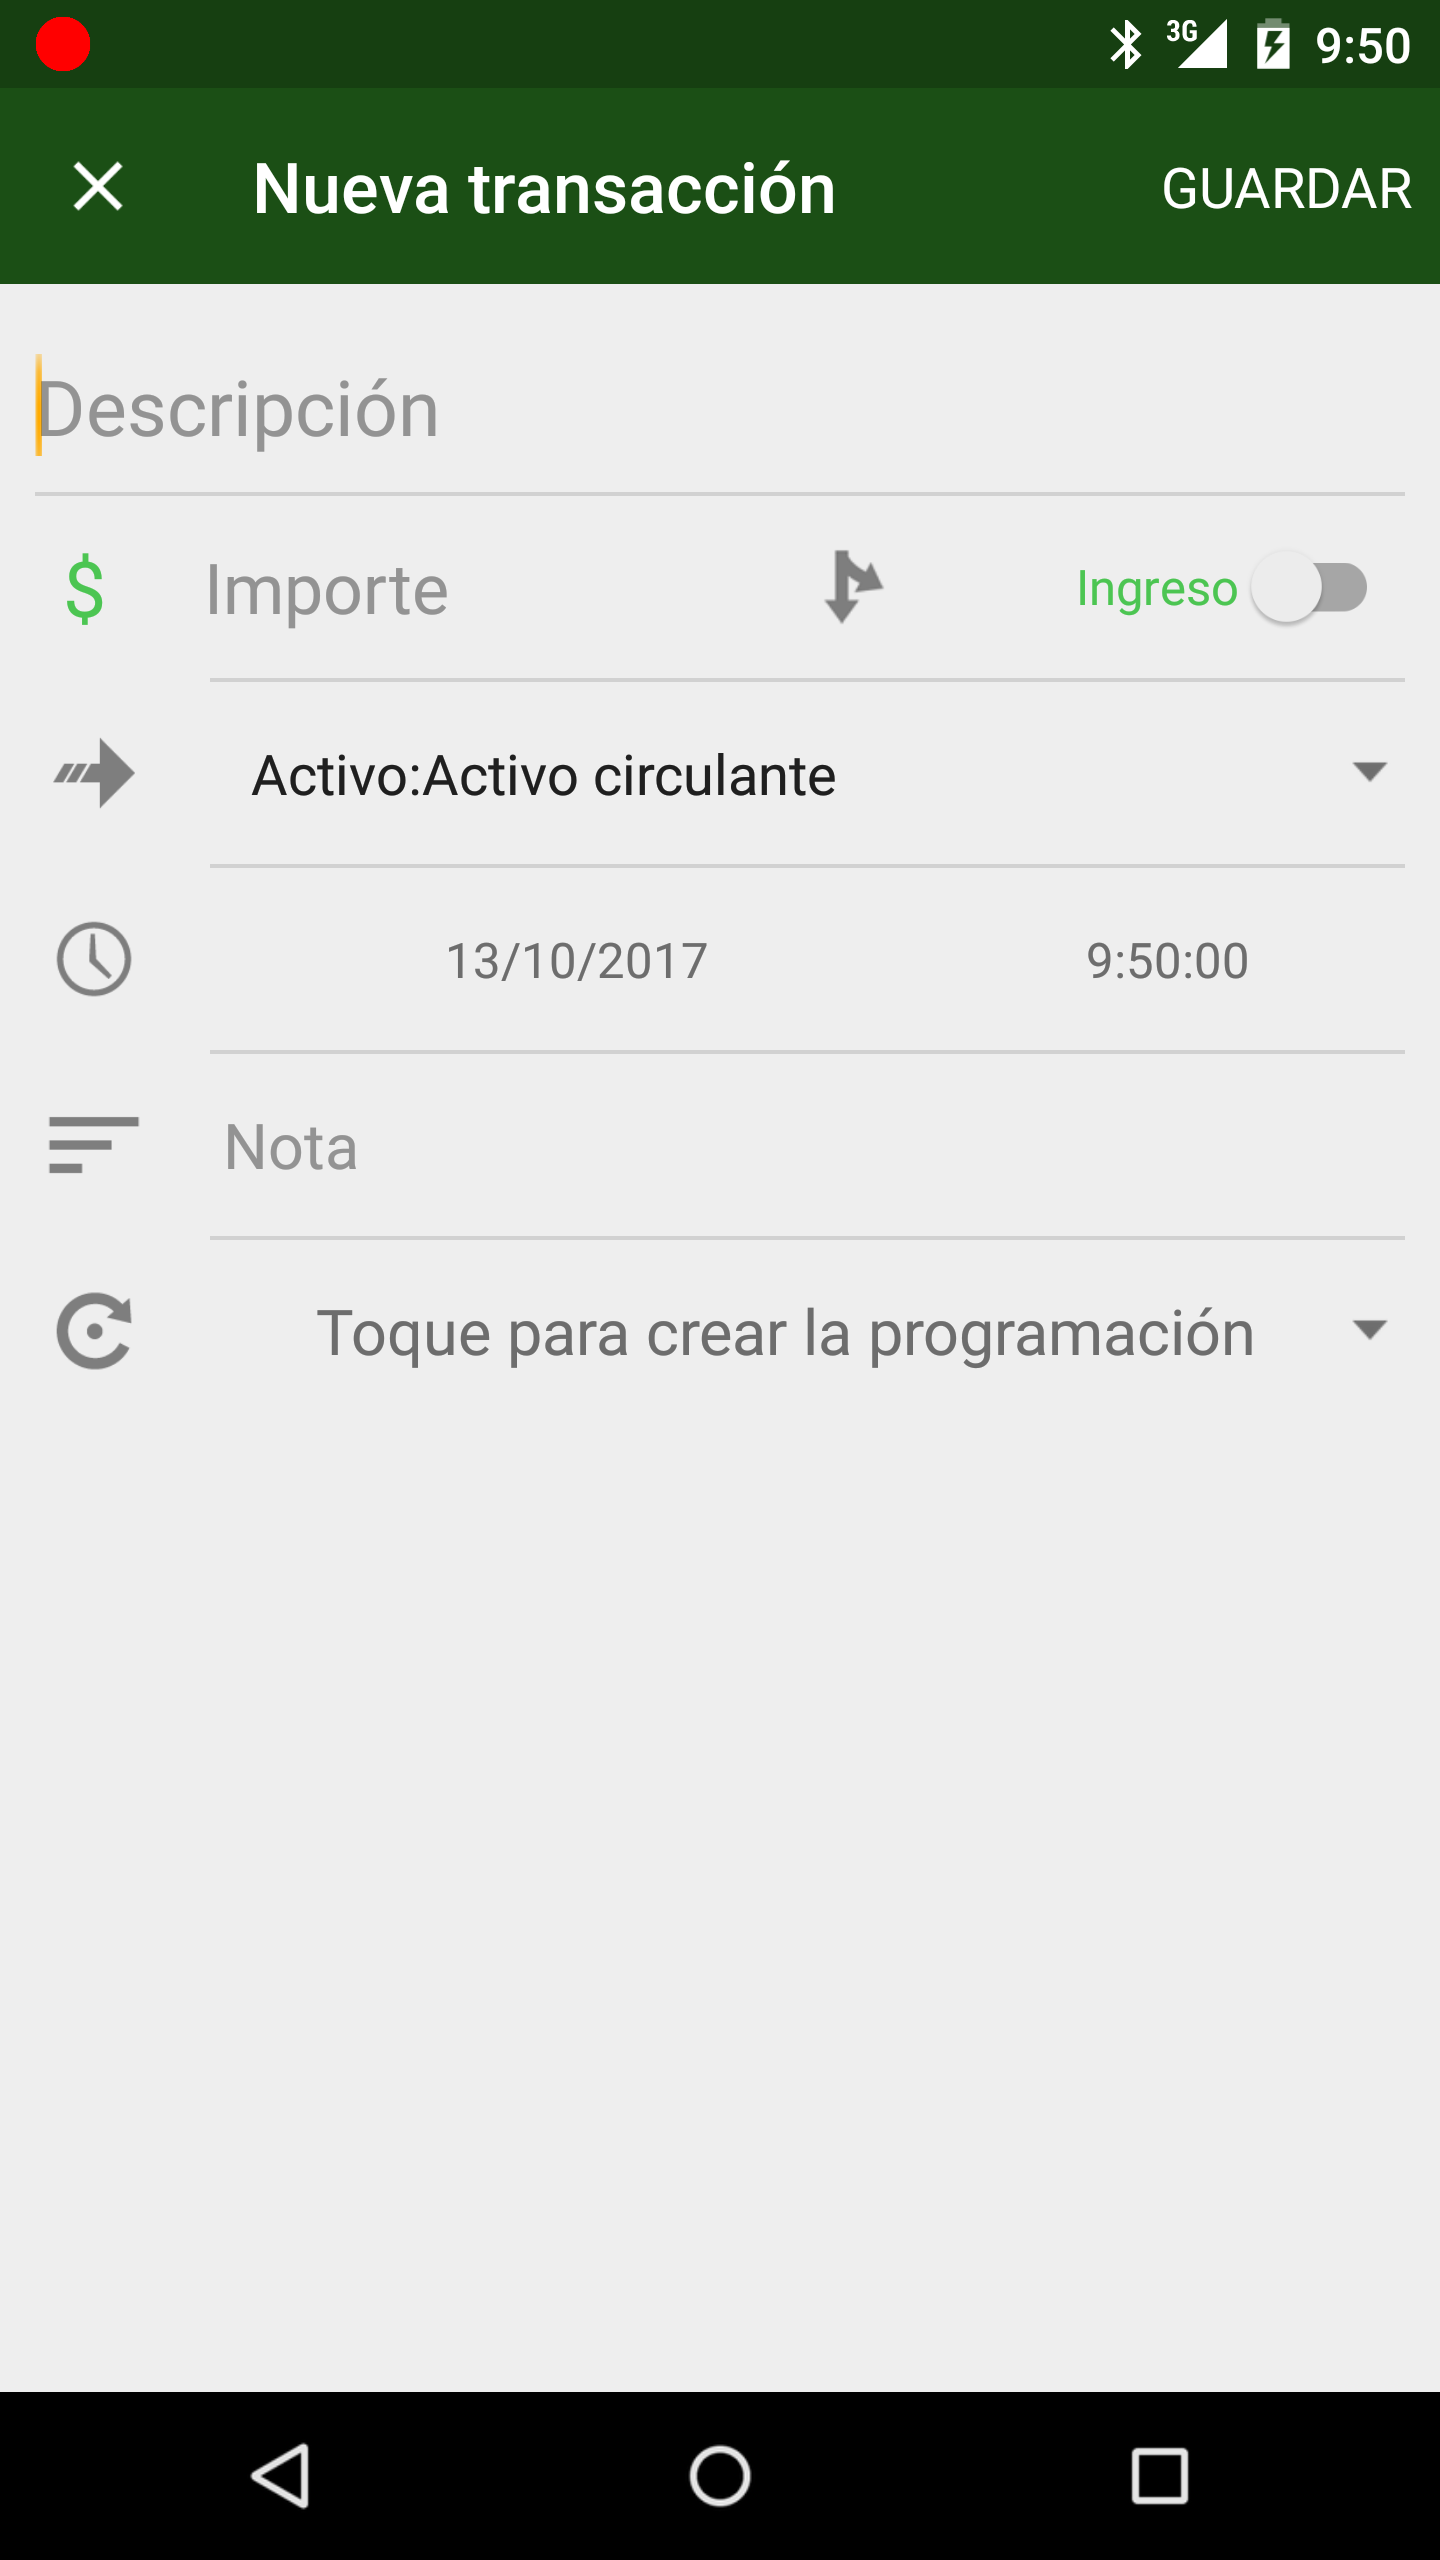 3G 9:50
Nueva transacción GUARDAR
Descripción
$ Importe Ingreso
Activo:Activo circulante
13/10/2017 9:50:00
Nota
Toque para crear la programación